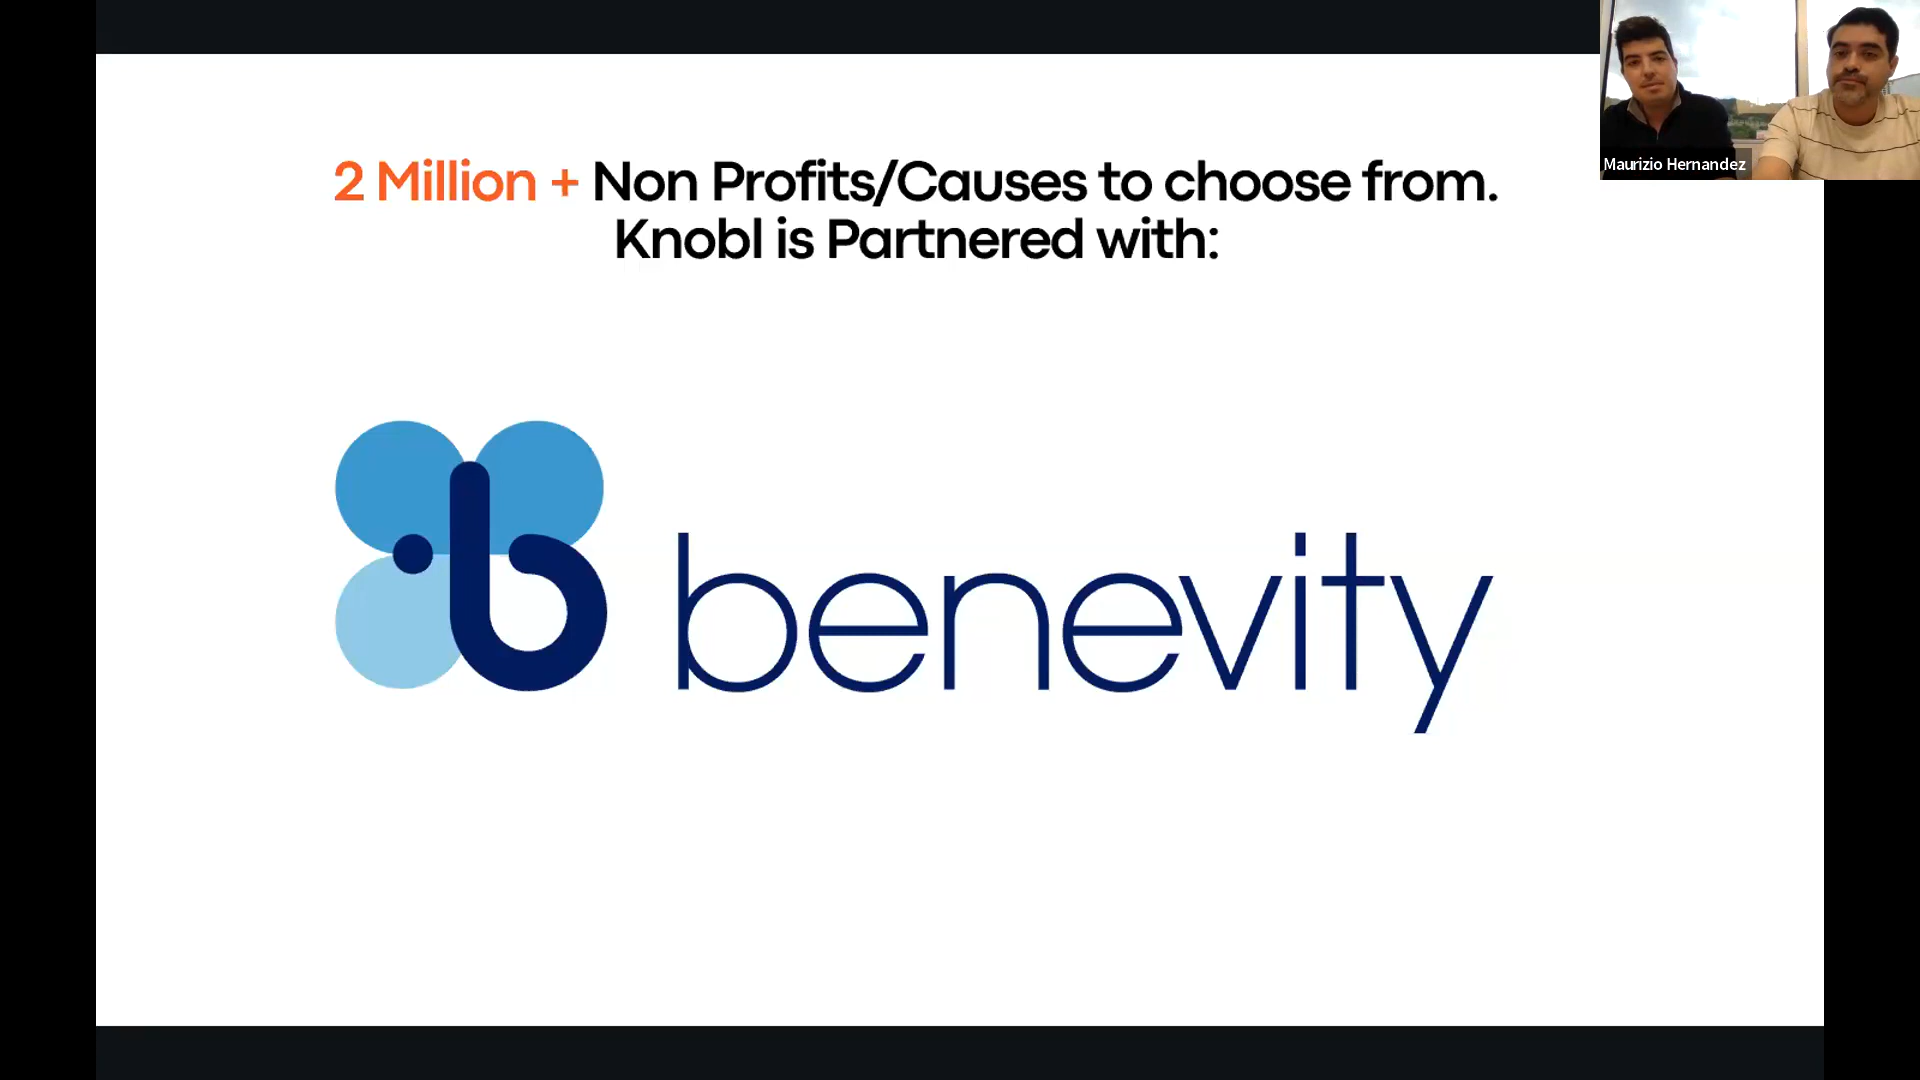 2 Million + Non Profits/Causes to choose from.
Knobl is Partnered with:
benevity
Maurizio Hernandez